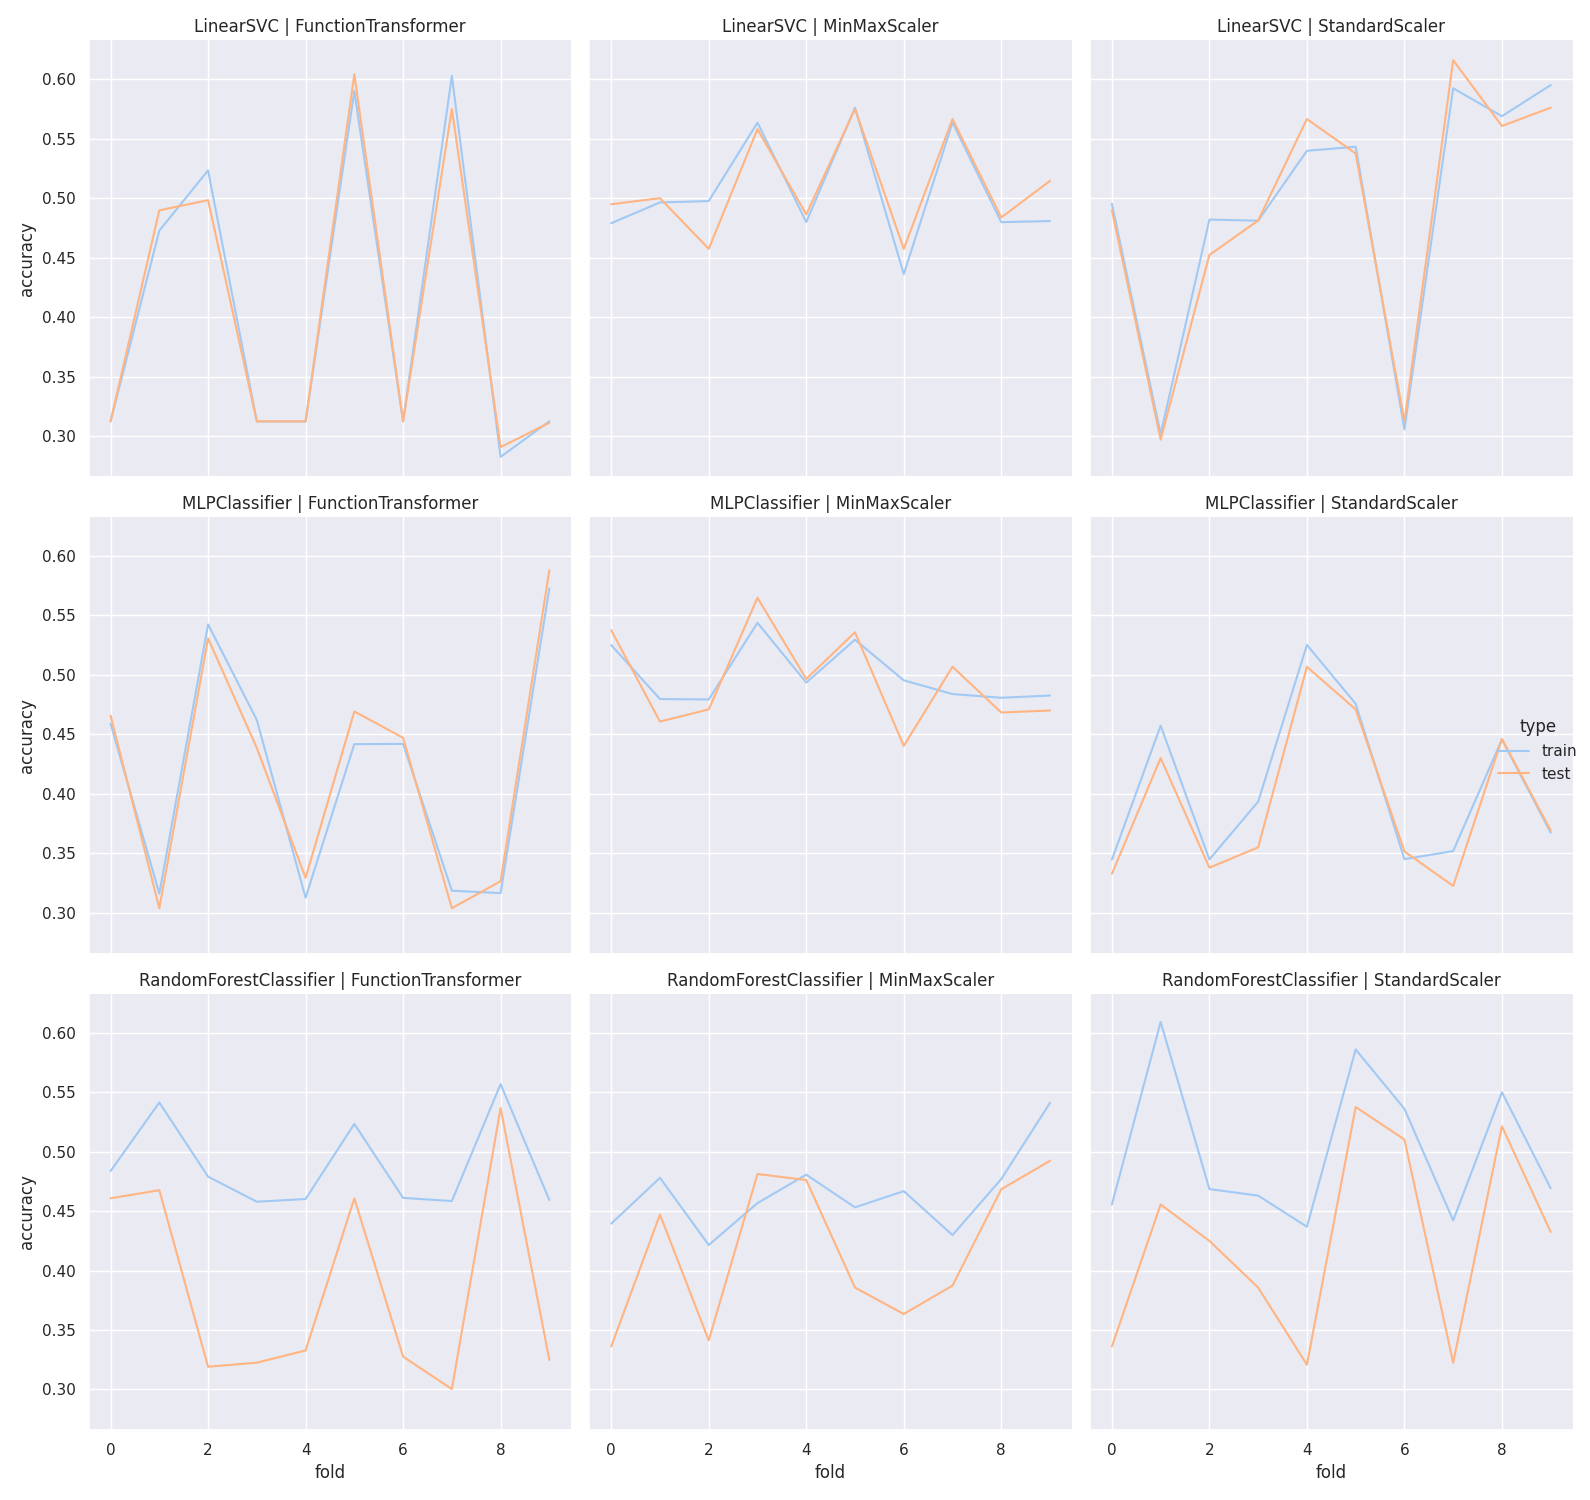 LinearSVC | FunctionTransformer
LinearSVC | MinMaxScaler
LinearSVC | StandardScaler
0.60
0.55
0.50
0.45
0.40
0.35
0.30
accuracy
MLPClassifier | FunctionTransformer
MLPClassifier | MinMaxScaler
MLPClassifier | StandardScaler
0.60
0.55
0.50
0.45
0.40
0.35
0.30
accuracy
type
train
test
RandomForestClassifier | FunctionTransformer
RandomForestClassifier | MinMaxScaler
RandomForestClassifier | StandardScaler
0.60
0.55
0.50
0.45
0.40
0.35
0.30
accuracy
0 2 4 6 8
fold
0 2 4 6 8
fold
0 2 4 6 8
fold